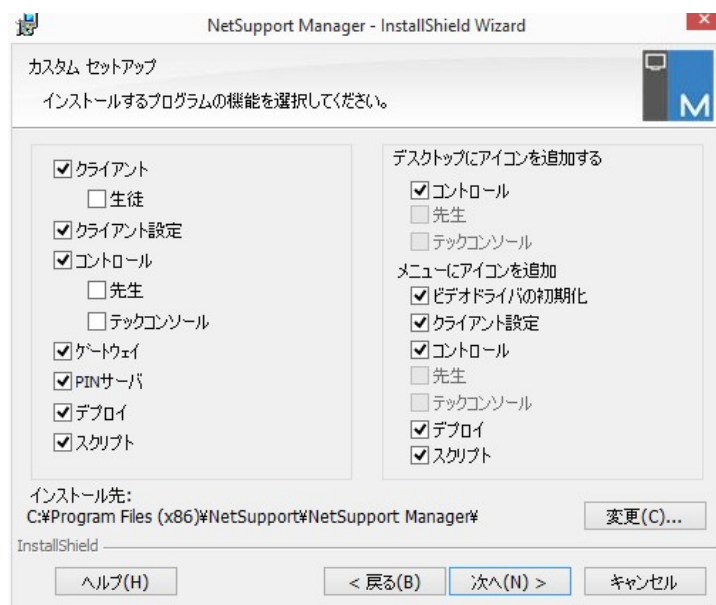 NetSupport Manager - InstallShield Wizard
カスタム セットアップ
インストールするプログラムの機能を選択してください。
M
クライアント
生徒
クライアント設定
コントロール
先生
テックコンソール
ゲートウェイ
PINサーバ
デプロイ
スクリプト
デスクトップにアイコンを追加する
コントロール
先生
テックコンソール
メニューにアイコンを追加
ビデオドライバの初期化
クライアント設定
コントロール
先生
テックコンソール
デプロイ
スクリプト
インストール先:
C:¥Program Files (x86)¥NetSupport¥NetSupport Manager¥
変更(C)...
InstallShield
ヘルプ(H)
< 戻る(B)
次へ(N) >
キャンセル